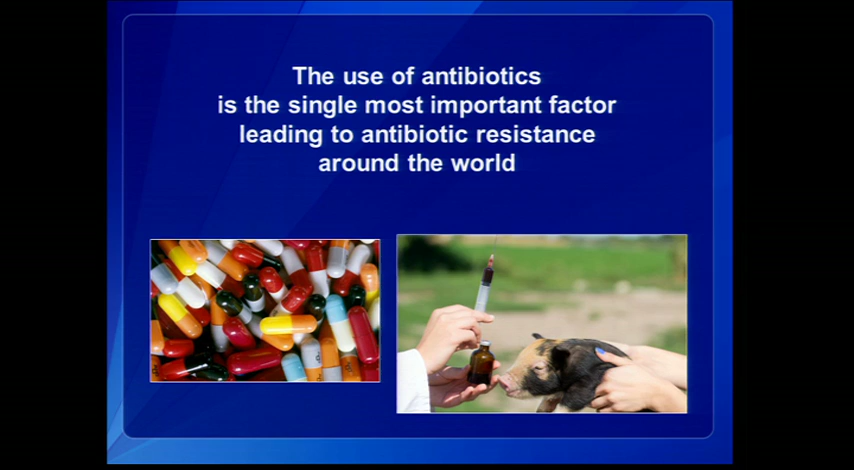 The use of antibiotics
is the single most important factor
leading to antibiotic resistance
around the world